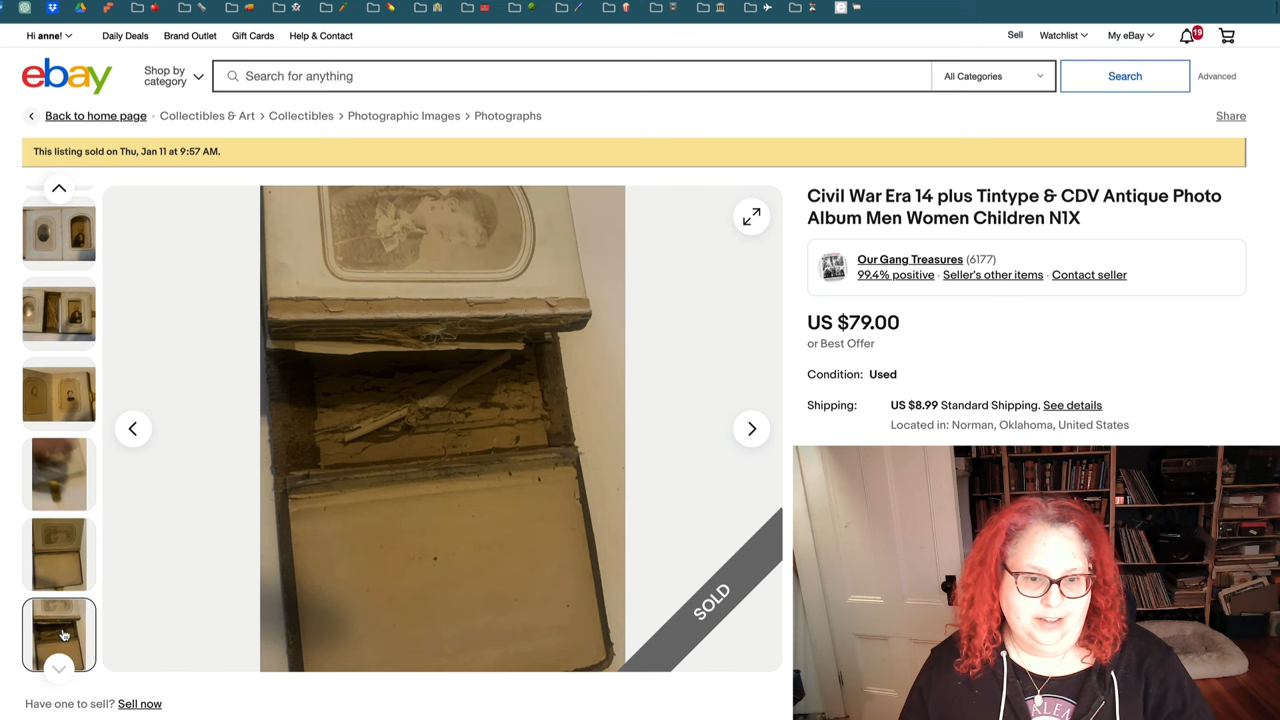 Hi anne!
Daily Deals
Brand Outlet
Gift Cards
Help & Contact
Sell
Watchlist
My eBay
19
ebay
Shop by
category
Search for anything
All Categories
Search
Advanced
Back to home page
Collectibles & Art
Collectibles
Photographic Images
Photographs
Share
This listing sold on Thu, Jan 11 at 9:57 AM.
Civil War Era 14 plus Tintype & CDV Antique Photo
Album Men Women Children N1X
Our Gang Treasures (6177)
99.4% positive · Seller's other items · Contact seller
US $79.00
or Best Offer
Condition: Used
Shipping: US $8.99 Standard Shipping. See details
Located in: Norman, Oklahoma, United States
SOLD
Have one to sell? Sell now